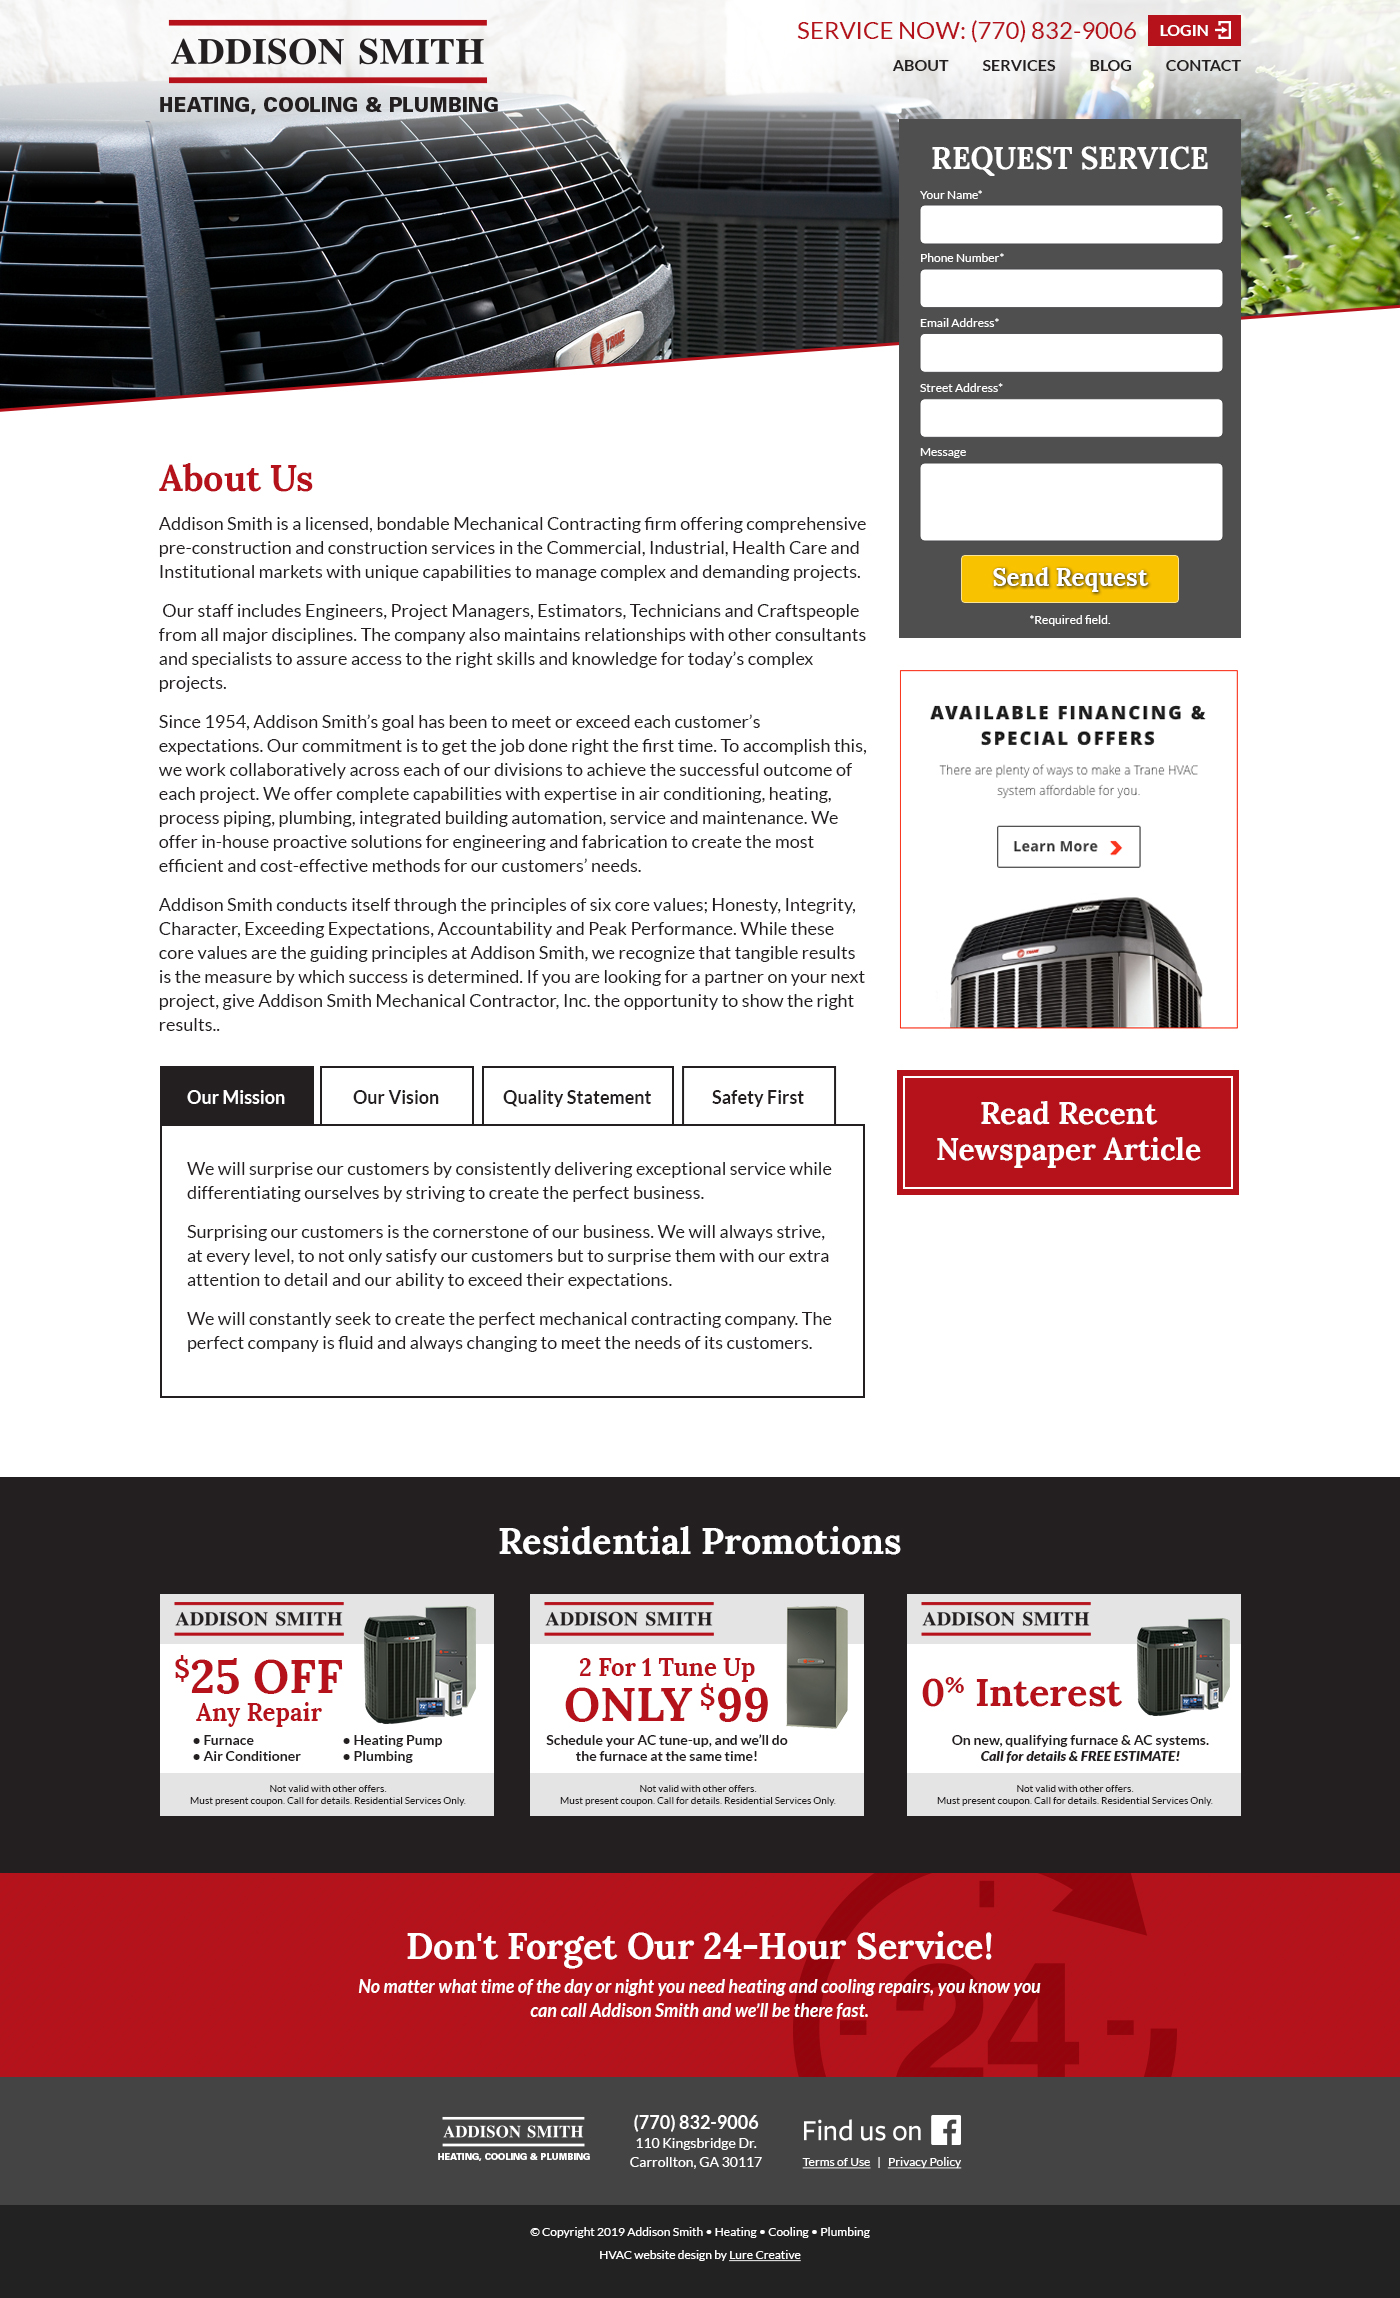 ADDISON SMITH
HEATING, COOLING & PLUMBING
SERVICE NOW: (770) 832-9006
LOGIN
ABOUT SERVICES BLOG CONTACT
TRANE
REQUEST SERVICE
Your Name*
Phone Number*
Email Address*
Street Address*
Message
Send Request
*Required field.
About Us
Addison Smith is a licensed, bondable Mechanical Contracting firm offering comprehensive
pre-construction and construction services in the Commercial, Industrial, Health Care and
Institutional markets with unique capabilities to manage complex and demanding projects.
Our staff includes Engineers, Project Managers, Estimators, Technicians and Craftspeople
from all major disciplines. The company also maintains relationships with other consultants
and specialists to assure access to the right skills and knowledge for today’s complex
projects.
Since 1954, Addison Smith’s goal has been to meet or exceed each customer’s
expectations. Our commitment is to get the job done right the first time. To accomplish this,
we work collaboratively across each of our divisions to achieve the successful outcome of
each project. We offer complete capabilities with expertise in air conditioning, heating,
process piping, plumbing, integrated building automation, service and maintenance. We
offer in-house proactive solutions for engineering and fabrication to create the most
efficient and cost-effective methods for our customers’ needs.
Addison Smith conducts itself through the principles of six core values; Honesty, Integrity,
Character, Exceeding Expectations, Accountability and Peak Performance. While these
core values are the guiding principles at Addison Smith, we recognize that tangible results
is the measure by which success is determined. If you are looking for a partner on your next
project, give Addison Smith Mechanical Contractor, Inc. the opportunity to show the right
results..
AVAILABLE FINANCING &
SPECIAL OFFERS
There are plenty of ways to make a Trane HVAC
system affordable for you.
Learn More
TRANE
Read Recent
Newspaper Article
Our Mission Our Vision Quality Statement Safety First
We will surprise our customers by consistently delivering exceptional service while
differentiating ourselves by striving to create the perfect business.
Surprising our customers is the cornerstone of our business. We will always strive,
at every level, to not only satisfy our customers but to surprise them with our extra
attention to detail and our ability to exceed their expectations.
We will constantly seek to create the perfect mechanical contracting company. The
perfect company is fluid and always changing to meet the needs of its customers.
Residential Promotions
ADDISON SMITH
$25 OFF
Any Repair
• Furnace • Heating Pump
• Air Conditioner • Plumbing
Not valid with other offers.
Must present coupon. Call for details. Residential Services Only.
ADDISON SMITH
2 For 1 Tune Up
ONLY $99
Schedule your AC tune-up, and we’ll do
the furnace at the same time!
Not valid with other offers.
Must present coupon. Call for details. Residential Services Only.
ADDISON SMITH
0% Interest
On new, qualifying furnace & AC systems.
Call for details & FREE ESTIMATE!
Not valid with other offers.
Must present coupon. Call for details. Residential Services Only.
Don't Forget Our 24-Hour Service!
No matter what time of the day or night you need heating and cooling repairs, you know you
can call Addison Smith and we’ll be there fast.
24
ADDISON SMITH
HEATING, COOLING & PLUMBING
(770) 832-9006
110 Kingsbridge Dr.
Carrollton, GA 30117
Find us on f
Terms of Use | Privacy Policy
© Copyright 2019 Addison Smith • Heating • Cooling • Plumbing
HVAC website design by Lure Creative